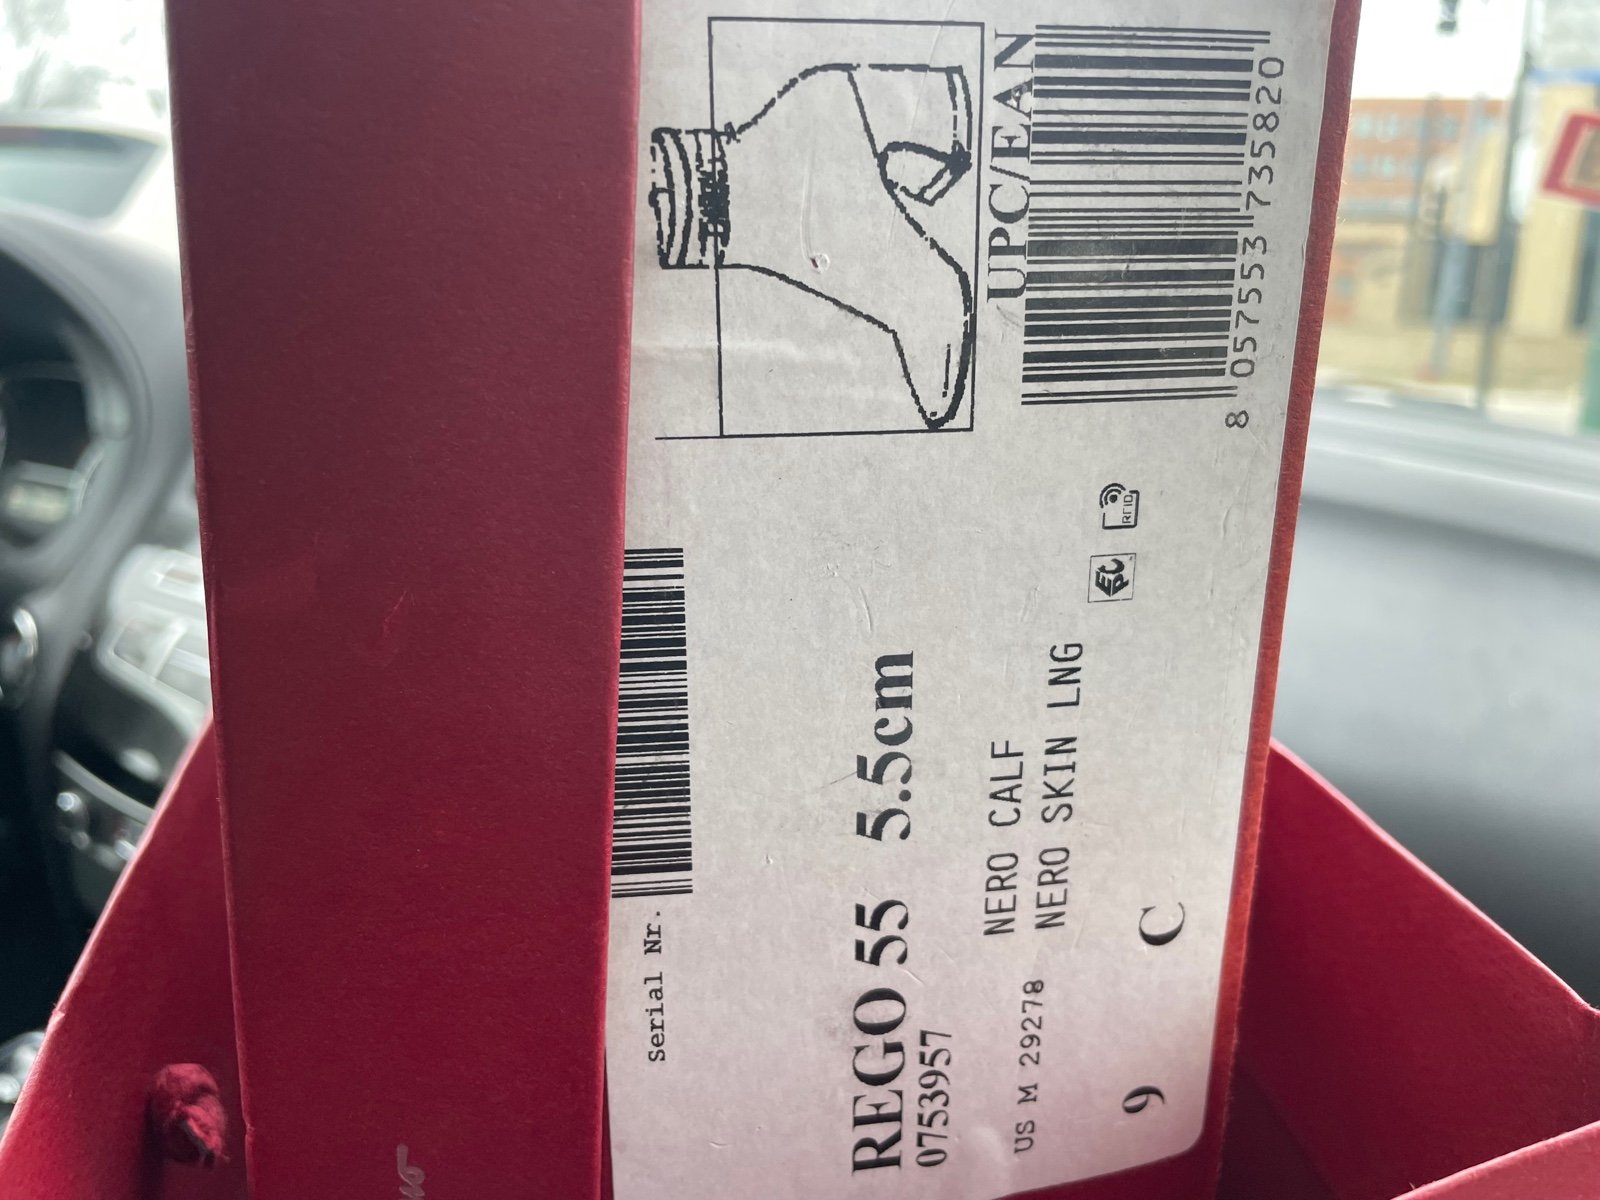 Serial Nr.
REGO 55 5.5cm
0753957
US M 29278
NERO CALF
NERO SKIN LNG
9 C
EPC
RFID
UPC/EAN
8 057553 735820